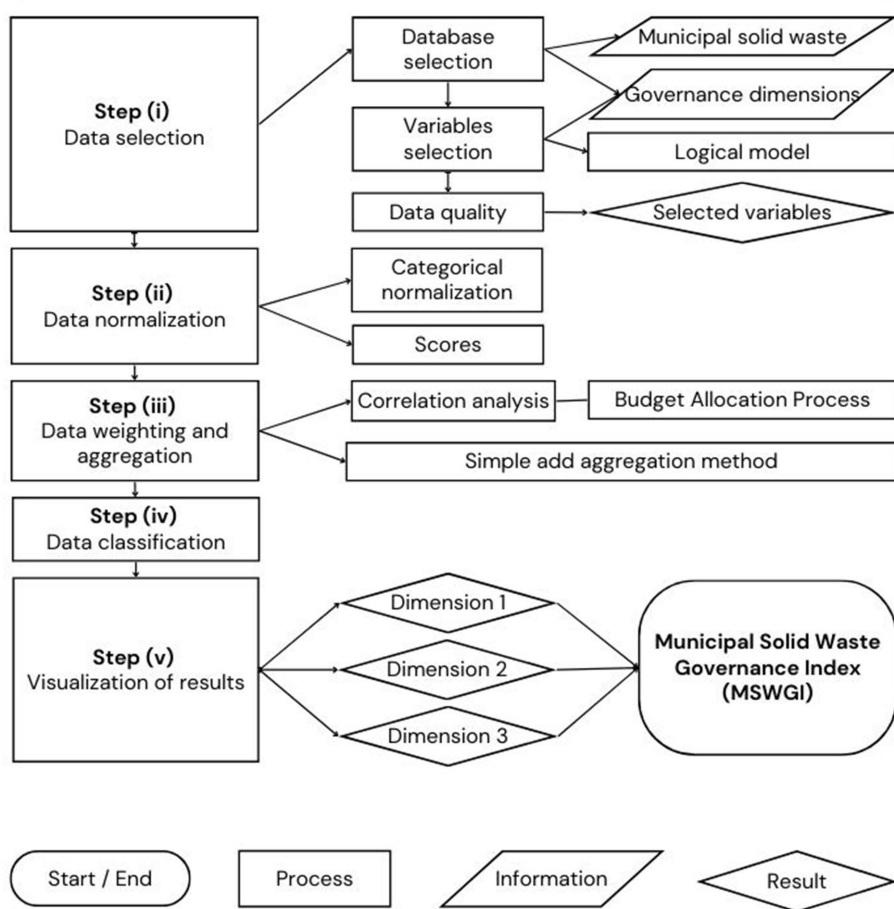 Step (i)
Data selection
Database
selection
Municipal solid waste
Governance dimensions
Variables
selection
Logical model
Data quality
Selected variables
Step (ii)
Data normalization
Categorical
normalization
Scores
Step (iii)
Data weighting and
aggregation
Correlation analysis
Budget Allocation Process
Simple add aggregation method
Step (iv)
Data classification
Step (v)
Visualization of results
Dimension 1
Dimension 2
Dimension 3
Municipal Solid Waste
Governance Index
(MSWGI)
Start / End
Process
Information
Result